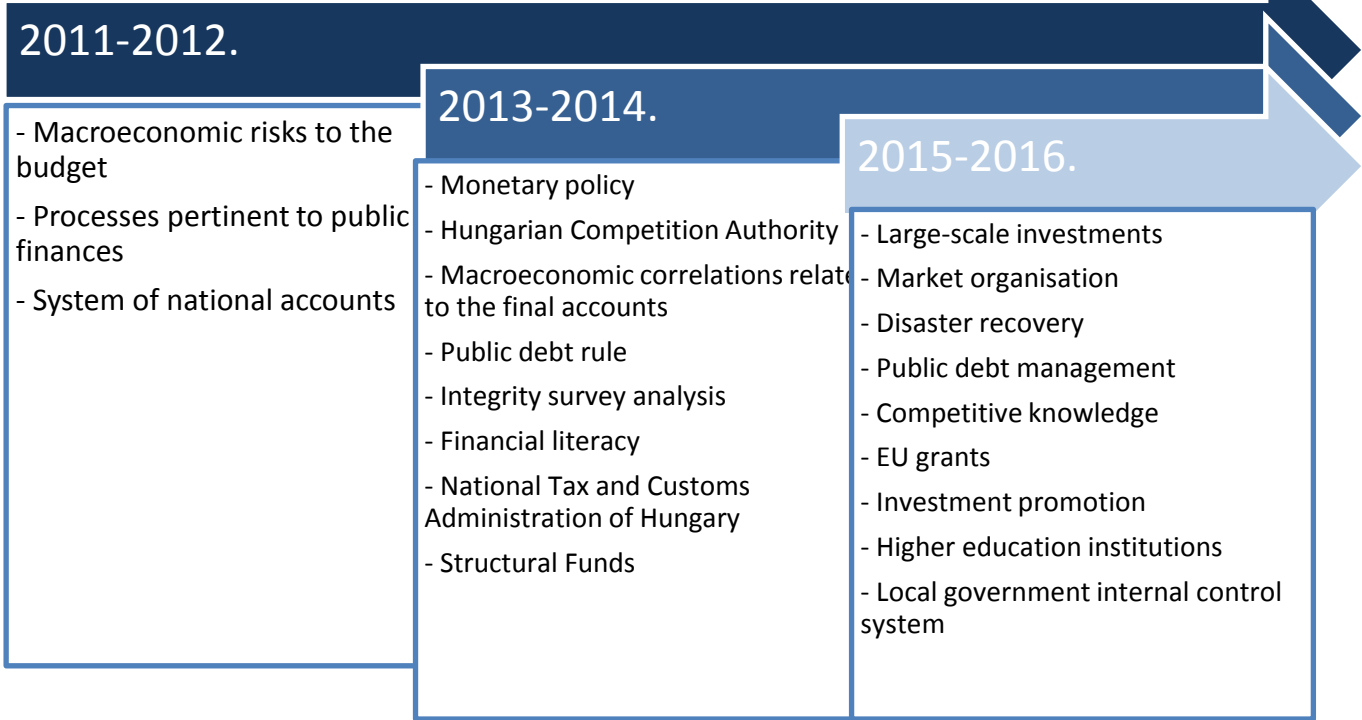 2011-2012.
- Macroeconomic risks to the
budget
- Processes pertinent to public
finances
- System of national accounts
2013-2014.
- Monetary policy
- Hungarian Competition Authority
- Macroeconomic correlations relate
to the final accounts
- Public debt rule
- Integrity survey analysis
- Financial literacy
- National Tax and Customs
Administration of Hungary
- Structural Funds
2015-2016.
- Large-scale investments
- Market organisation
- Disaster recovery
- Public debt management
- Competitive knowledge
- EU grants
- Investment promotion
- Higher education institutions
- Local government internal control
system